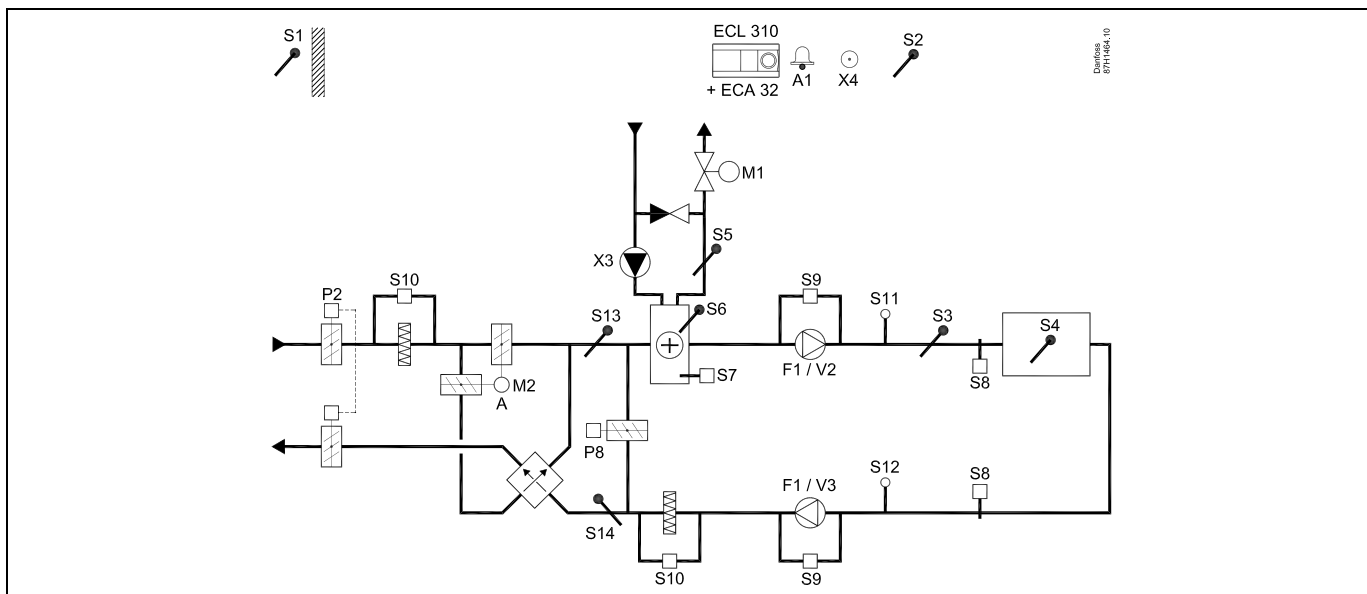 S1
ECL 310
+ ECA 32
A1
X4
S2
Danfoss
87H1464.10
M1
S5
X3
S10
P2
S13
S6
S9
S11
S3
S4
S7
F1 / V2
S8
M2
A
P8
S14
S10
F1 / V3
S9
S12
S8